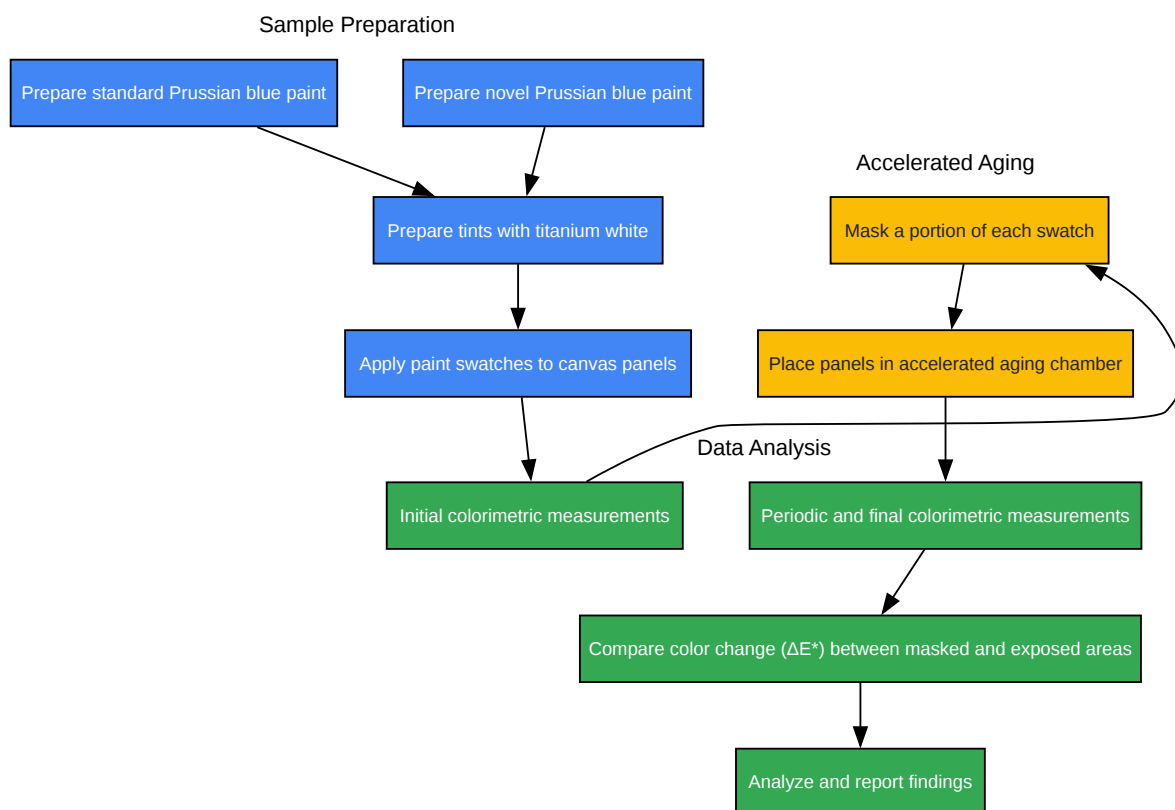 Sample Preparation
Prepare standard Prussian blue paint
Prepare novel Prussian blue paint
Accelerated Aging
Prepare tints with titanium white
Mask a portion of each swatch
Apply paint swatches to canvas panels
Place panels in accelerated aging chamber
Data Analysis
Initial colorimetric measurements
Periodic and final colorimetric measurements
Compare color change (ΔE*) between masked and exposed areas
Analyze and report findings